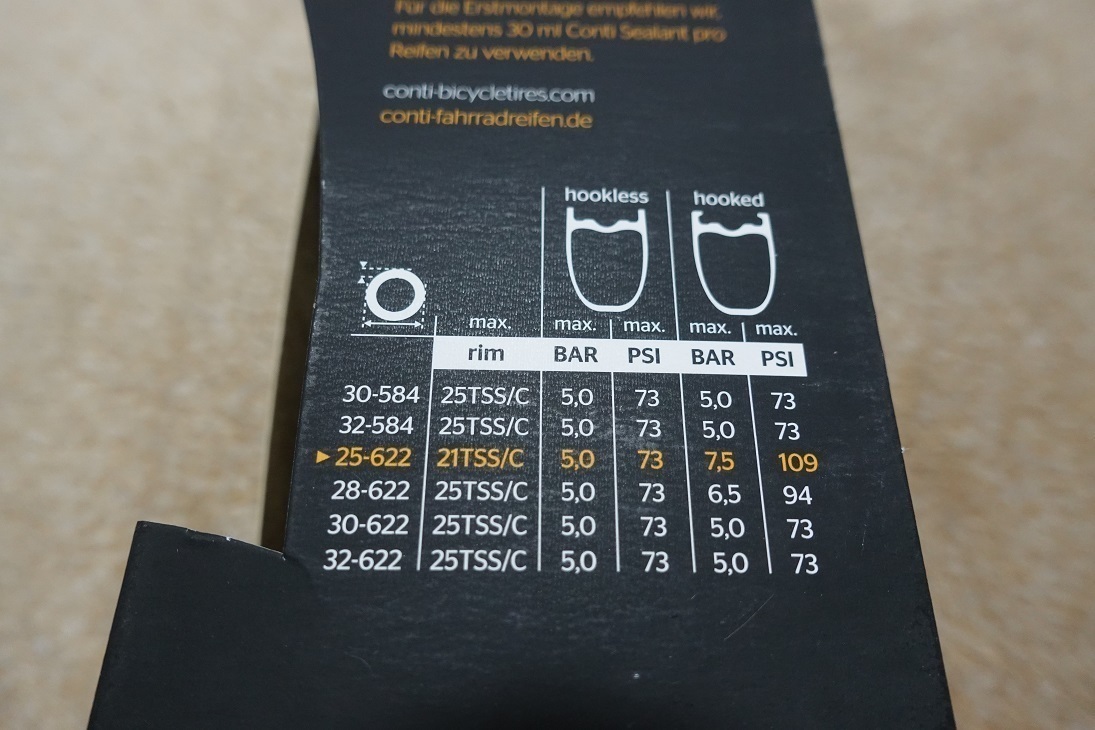 Für die Erstmontage empfehlen wir,
mindestens 30 ml Conti Sealant pro
Reifen zu verwenden.
conti-bicycletires.com
conti-fahrradreifen.de
hookless hooked
max. max. max. max. max.
rim BAR PSI BAR PSI
30-584 25TSS/C 5,0 73 5,0 73
32-584 25TSS/C 5,0 73 5,0 73
▶ 25-622 21TSS/C 5,0 73 7,5 109
28-622 25TSS/C 5,0 73 6,5 94
30-622 25TSS/C 5,0 73 5,0 73
32-622 25TSS/C 5,0 73 5,0 73